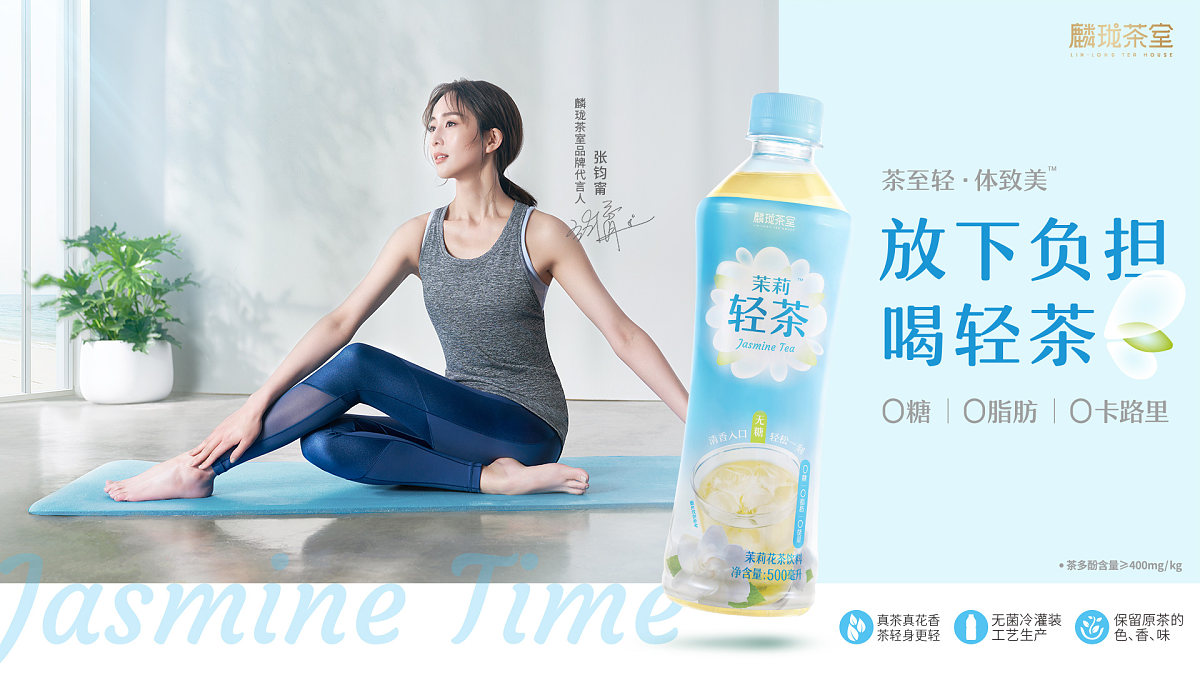 麟珑茶室
LIN-LONG TEA HOUSE
麟珑茶室品牌代言人
张钧甯
茶至轻·体致美™
放下负担
喝轻茶
0糖｜0脂肪｜0卡路里
麟珑茶室
茉莉™
轻茶
Jasmine Tea
无糖
清香入口 轻松一刻
0糖 0脂肪 0能量
茉莉花茶饮料
净含量:500毫升
•茶多酚含量≥400mg/kg
Jasmine Time
真茶真花香
茶轻身更轻
无菌冷灌装
工艺生产
保留原茶的
色、香、味